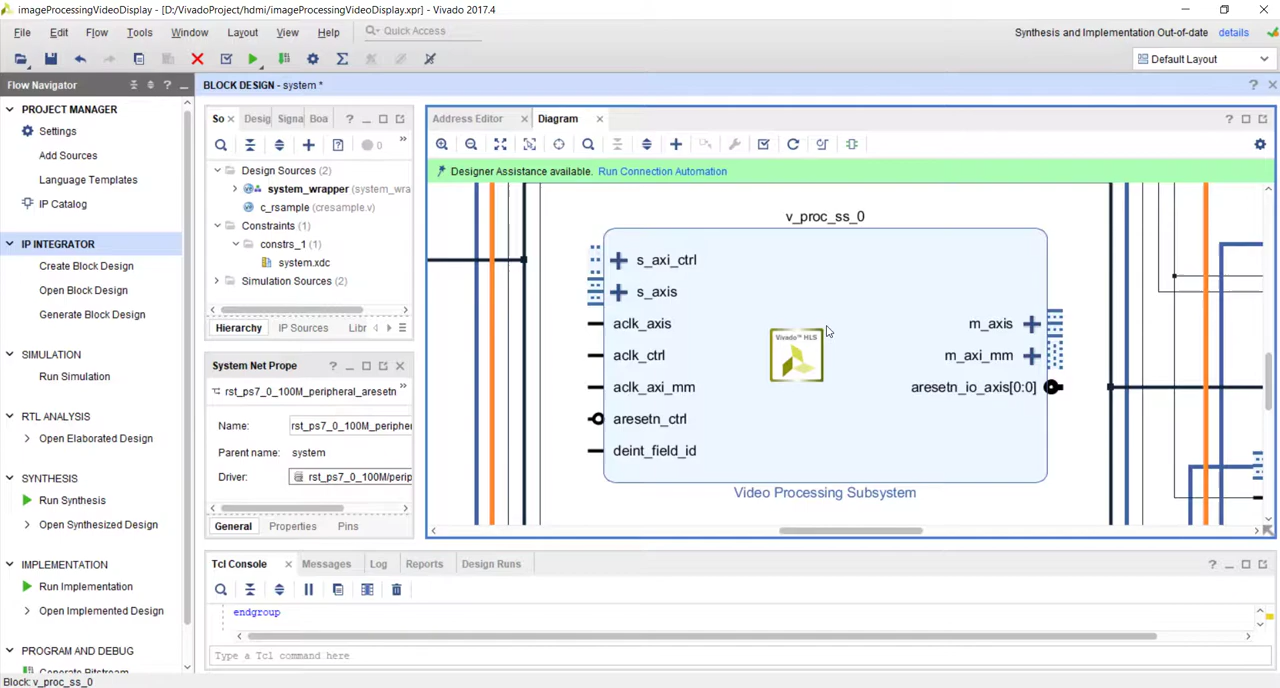 imageProcessingVideoDisplay - [D:/VivadoProject/hdmi/imageProcessingVideoDisplay.xpr] - Vivado 2017.4
File Edit Flow Tools Window Layout View Help Quick Access
Synthesis and Implementation Out-of-date details
Default Layout
Flow Navigator
PROJECT MANAGER
Settings
Add Sources
Language Templates
IP Catalog
IP INTEGRATOR
Create Block Design
Open Block Design
Generate Block Design
SIMULATION
Run Simulation
RTL ANALYSIS
Open Elaborated Design
SYNTHESIS
Run Synthesis
Open Synthesized Design
IMPLEMENTATION
Run Implementation
Open Implemented Design
PROGRAM AND DEBUG
Generate Bitstream
Block: v_proc_ss_0
BLOCK DESIGN - system *
So Desig Signa Boa
0
Design Sources (2)
system_wrapper (system_wra
c_rsample (cresample.v)
Constraints (1)
constrs_1 (1)
system.xdc
Simulation Sources (2)
Hierarchy IP Sources Libr
System Net Prope
rst_ps7_0_100M_peripheral_aresetn
Name: rst_ps7_0_100M_peripher
Parent name: system
Driver: rst_ps7_0_100M/perip
General Properties Pins
Address Editor Diagram
Designer Assistance available. Run Connection Automation
v_proc_ss_0
s_axi_ctrl
s_axis
aclk_axis
aclk_ctrl
aclk_axi_mm
aresetn_ctrl
deint_field_id
Vivado™ HLS
m_axis
m_axi_mm
aresetn_io_axis[0:0]
Video Processing Subsystem
Tcl Console Messages Log Reports Design Runs
endgroup
Type a Tcl command here